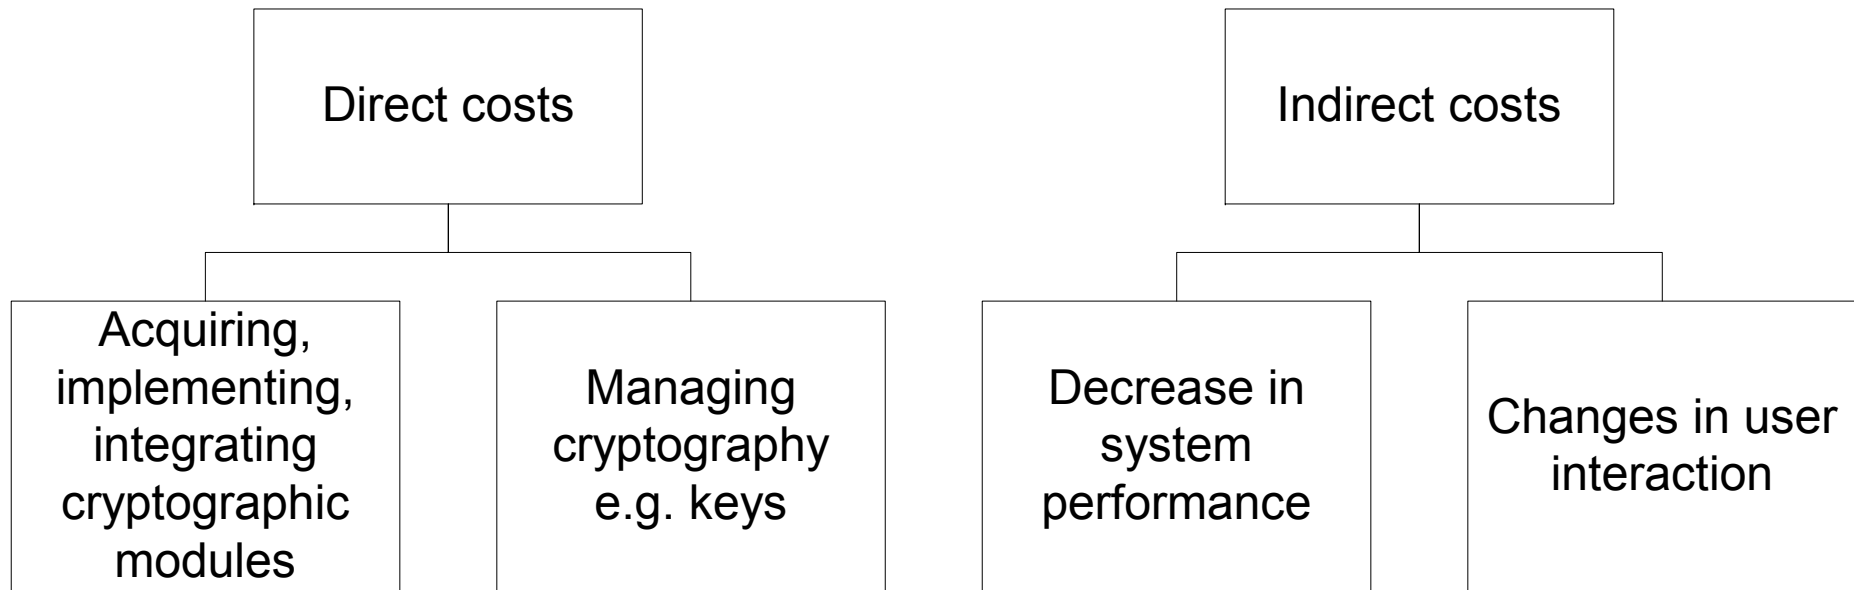 Direct costs
Indirect costs
Acquiring,
implementing,
integrating
cryptographic
modules
Managing
cryptography
e.g. keys
Decrease in
system
performance
Changes in user
interaction